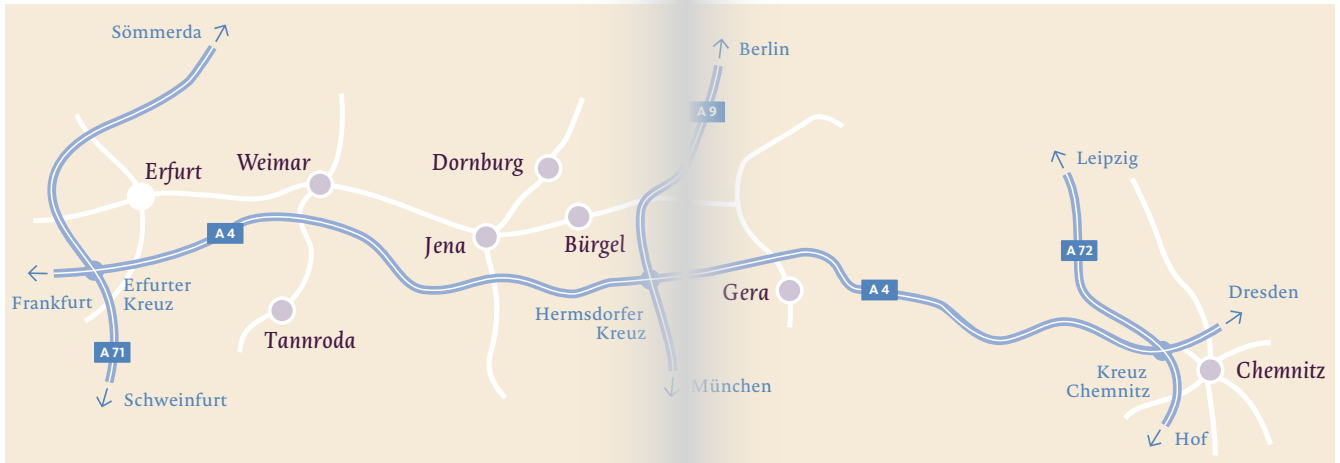 Sömmerda
Berlin
A 9
Leipzig
Dornburg
Weimar
Erfurt
A 4
Jena
Bürgel
A 72
Frankfurt
Erfurter
Kreuz
Hermsdorfer
Kreuz
Gera
A 4
Dresden
Tannroda
A 71
Schweinfurt
München
Kreuz
Chemnitz
Chemnitz
Hof